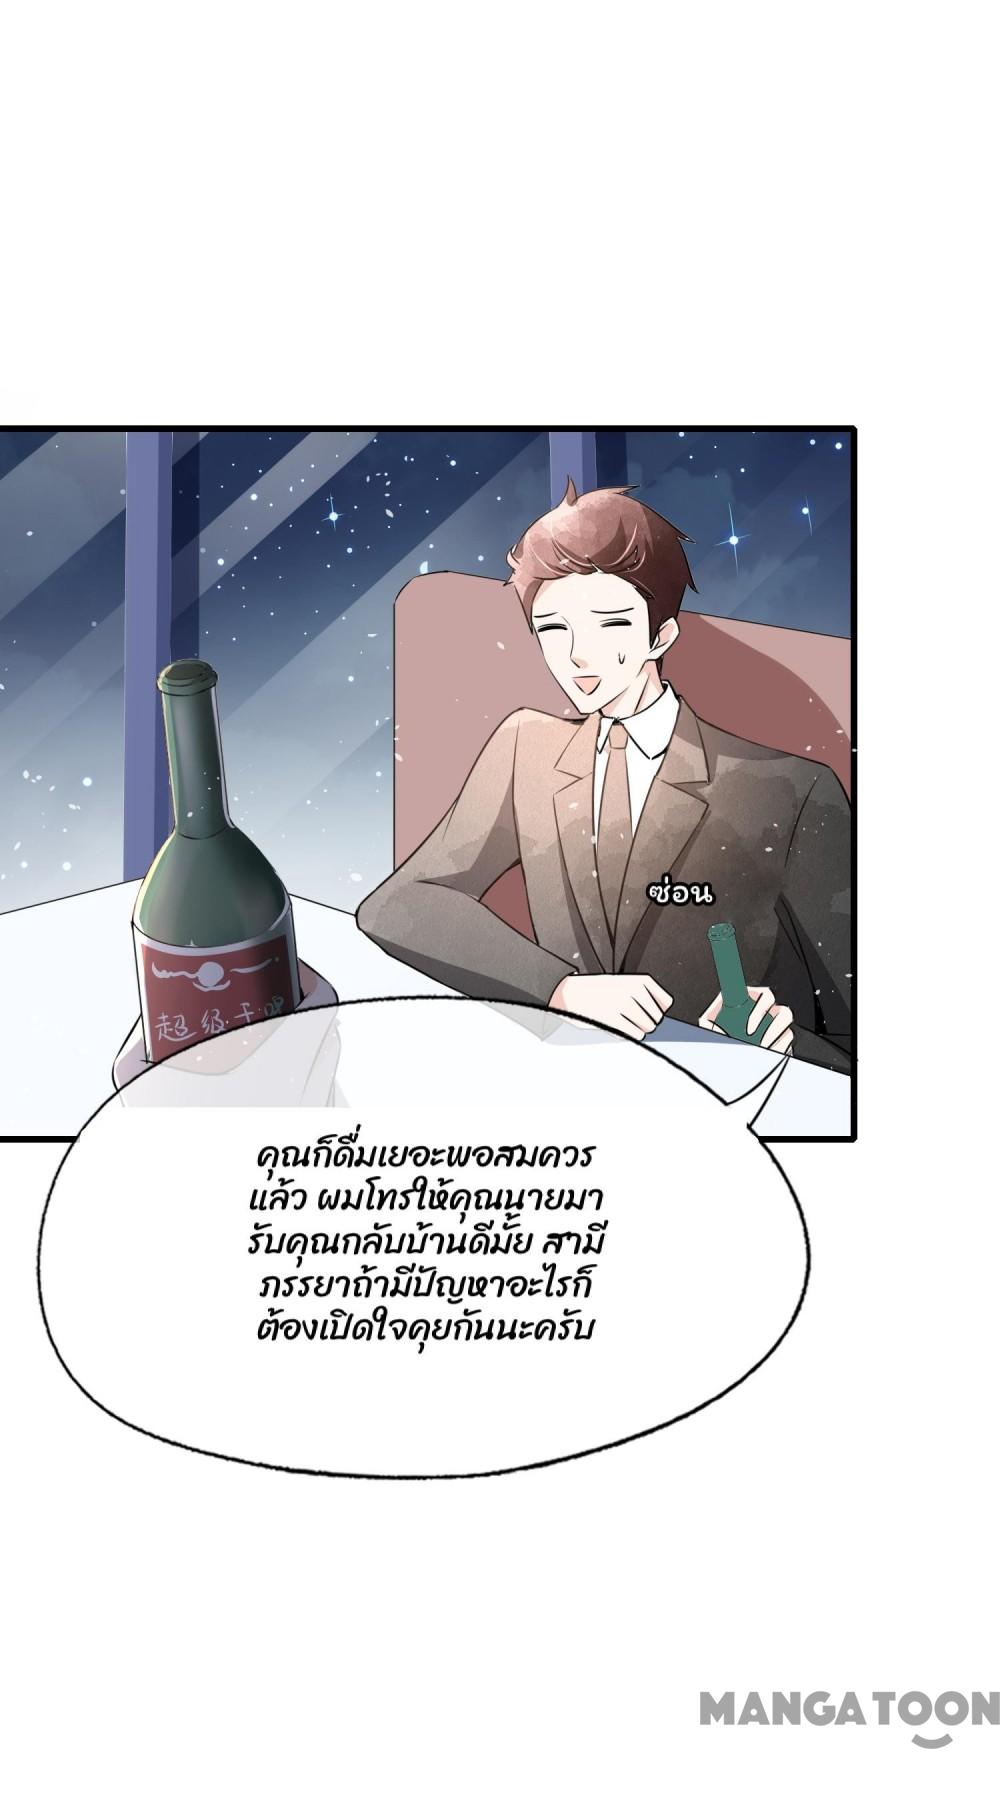 ซ่อน
超级干
คุณก็ดื่มเยอะพอสมควร
แล้ว ผมโทรให้คุณนายมา
รับคุณกลับบ้านดีมั้ย สามี
ภรรยาถ้ามีปัญหาอะไรก็
ต้องเปิดใจคุยกันนะครับ
MANGATOON